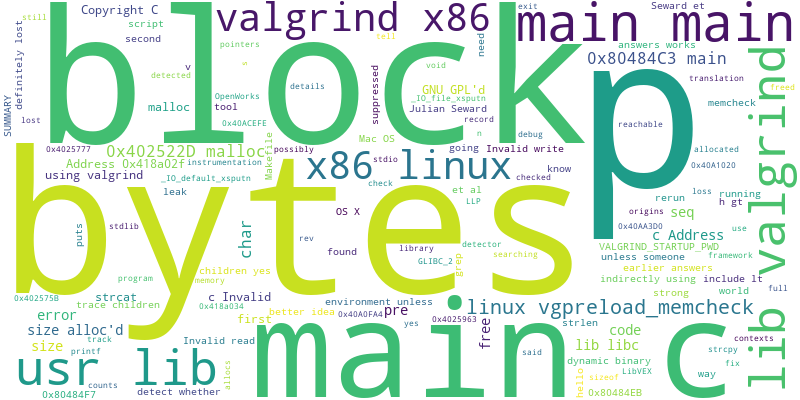 still
Copyright C
valgrind x86
exit
Seward et
script
pointers
main main
second
tell
need
answers works
definitely lost
block
void
0x80484C3 main
v
w
p
translation
detected
details
suppressed
GNU GPL'd
freed
OpenWorks
_IO_file_xsputn
memcheck
SUMMARY
malloc
tool
Julian Seward
lost
0x40ACEFE
record
reachable
n
debug
Makefile
Mac OS
0x4025777
0x402522D malloc
possibly
going
Invalid write
allocated
Address 0x418a02f
instrumentation
x86 linux
stdio
know
0x40A1020
using valgrind
_IO_default_xsputn
check
checked
leak
et al
rerun
loss
running
bytes
LLP
h gt
OS X
origins
seq
stdlib
char
0x40AA3D0
use
puts
rev
c Address
library
detector
VALGRIND_STARTUP_PWD
found
GLIBC_2
searching
unless someone
framework
grep
children yes
earlier answers
program
memory
indirectly using
include lt
0x402575B
strcat
c Invalid
environment unless
strong
world
full
trace children
0x418a034
linux vgpreload_memcheck
error
first
better idea
0x40A0FA4
pre
0x4025963
strlen
size alloc'd
yes
code
free
main c
contexts
track
Invalid read
lib libc
strcpy
size
printf
said
dynamic binary
fix
usr lib
LibVEX
way
counts
allocs
hello
sizeof
0x80484F7
detect whether
0x80484EB
lib valgrind